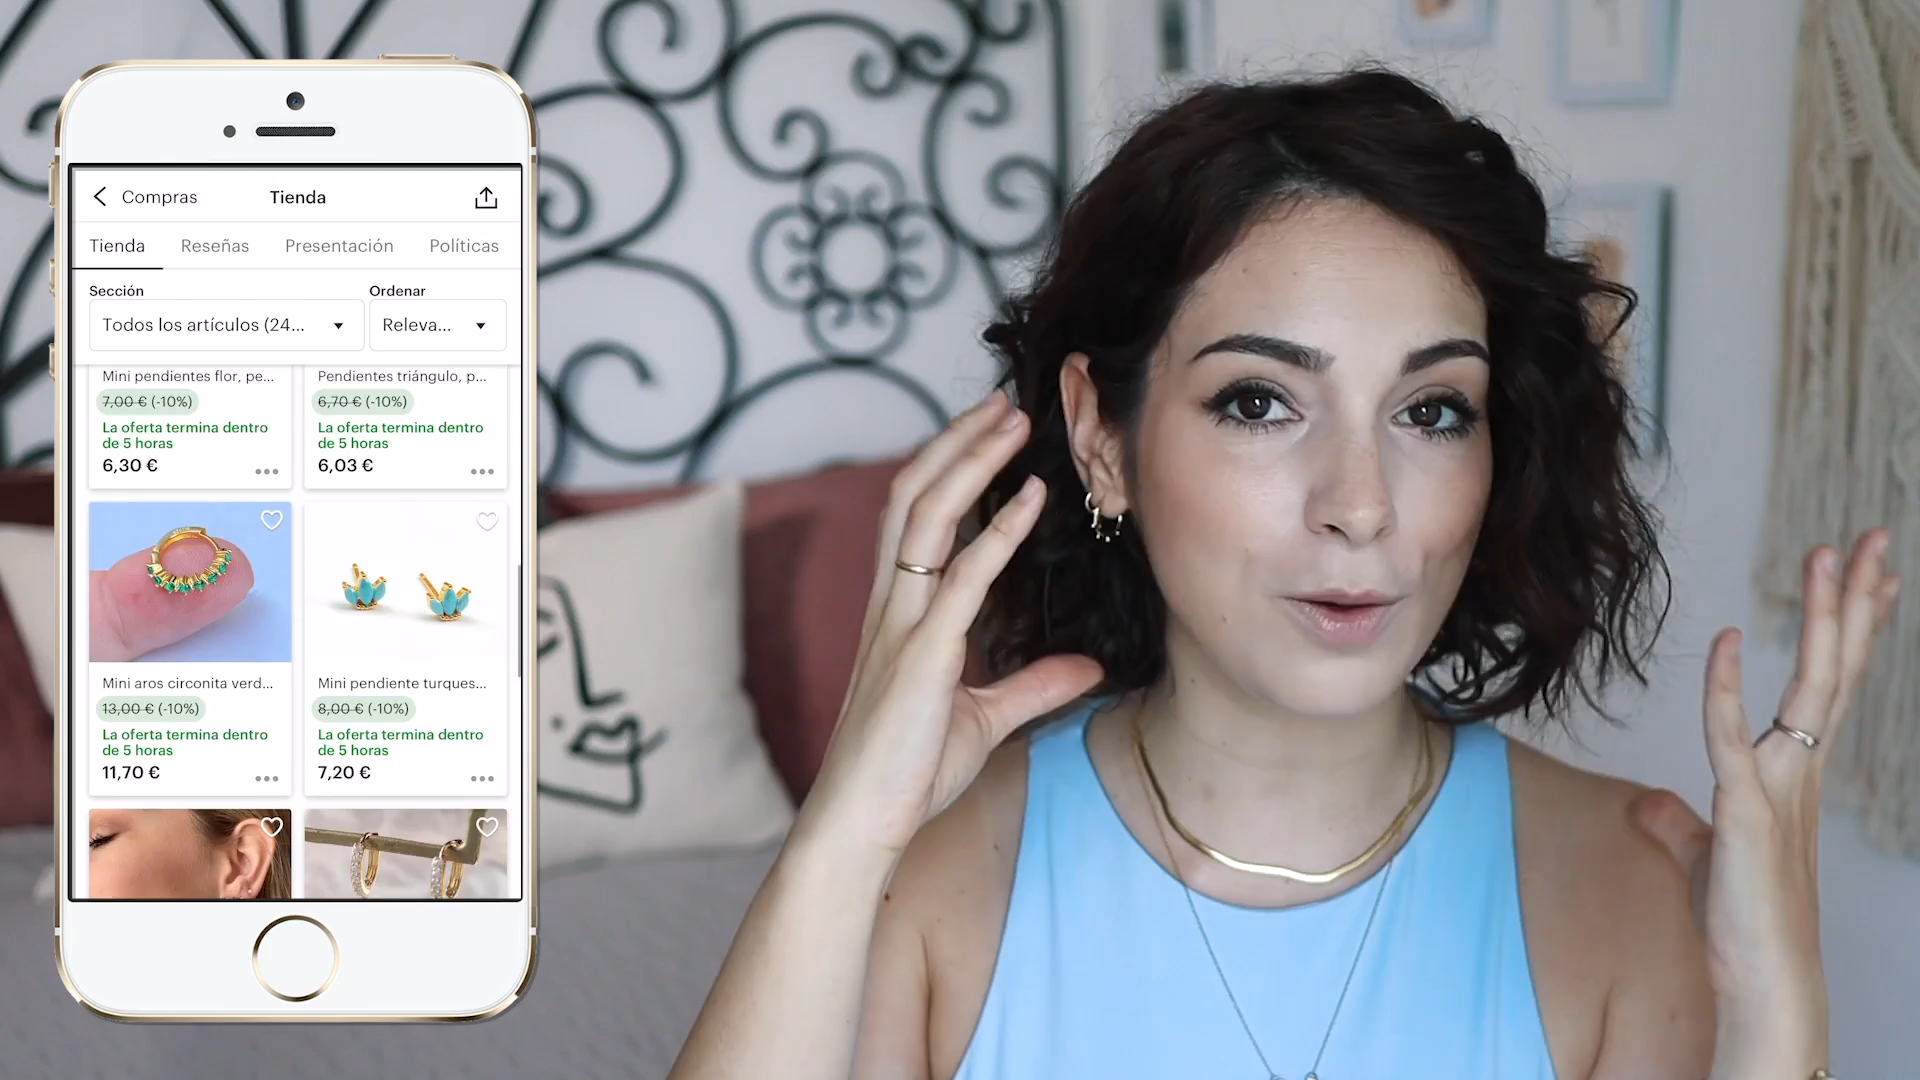 Compras
Tienda
Tienda
Reseñas
Presentación
Políticas
Sección
Ordenar
Todos los artículos (24...
Releva...
Mini pendientes flor, pe...
7,00 € (-10%)
La oferta termina dentro
de 5 horas
6,30 €
Pendientes triángulo, p...
6,70 € (-10%)
La oferta termina dentro
de 5 horas
6,03 €
Mini aros circonita verd...
13,00 € (-10%)
La oferta termina dentro
de 5 horas
11,70 €
Mini pendiente turques...
8,00 € (-10%)
La oferta termina dentro
de 5 horas
7,20 €